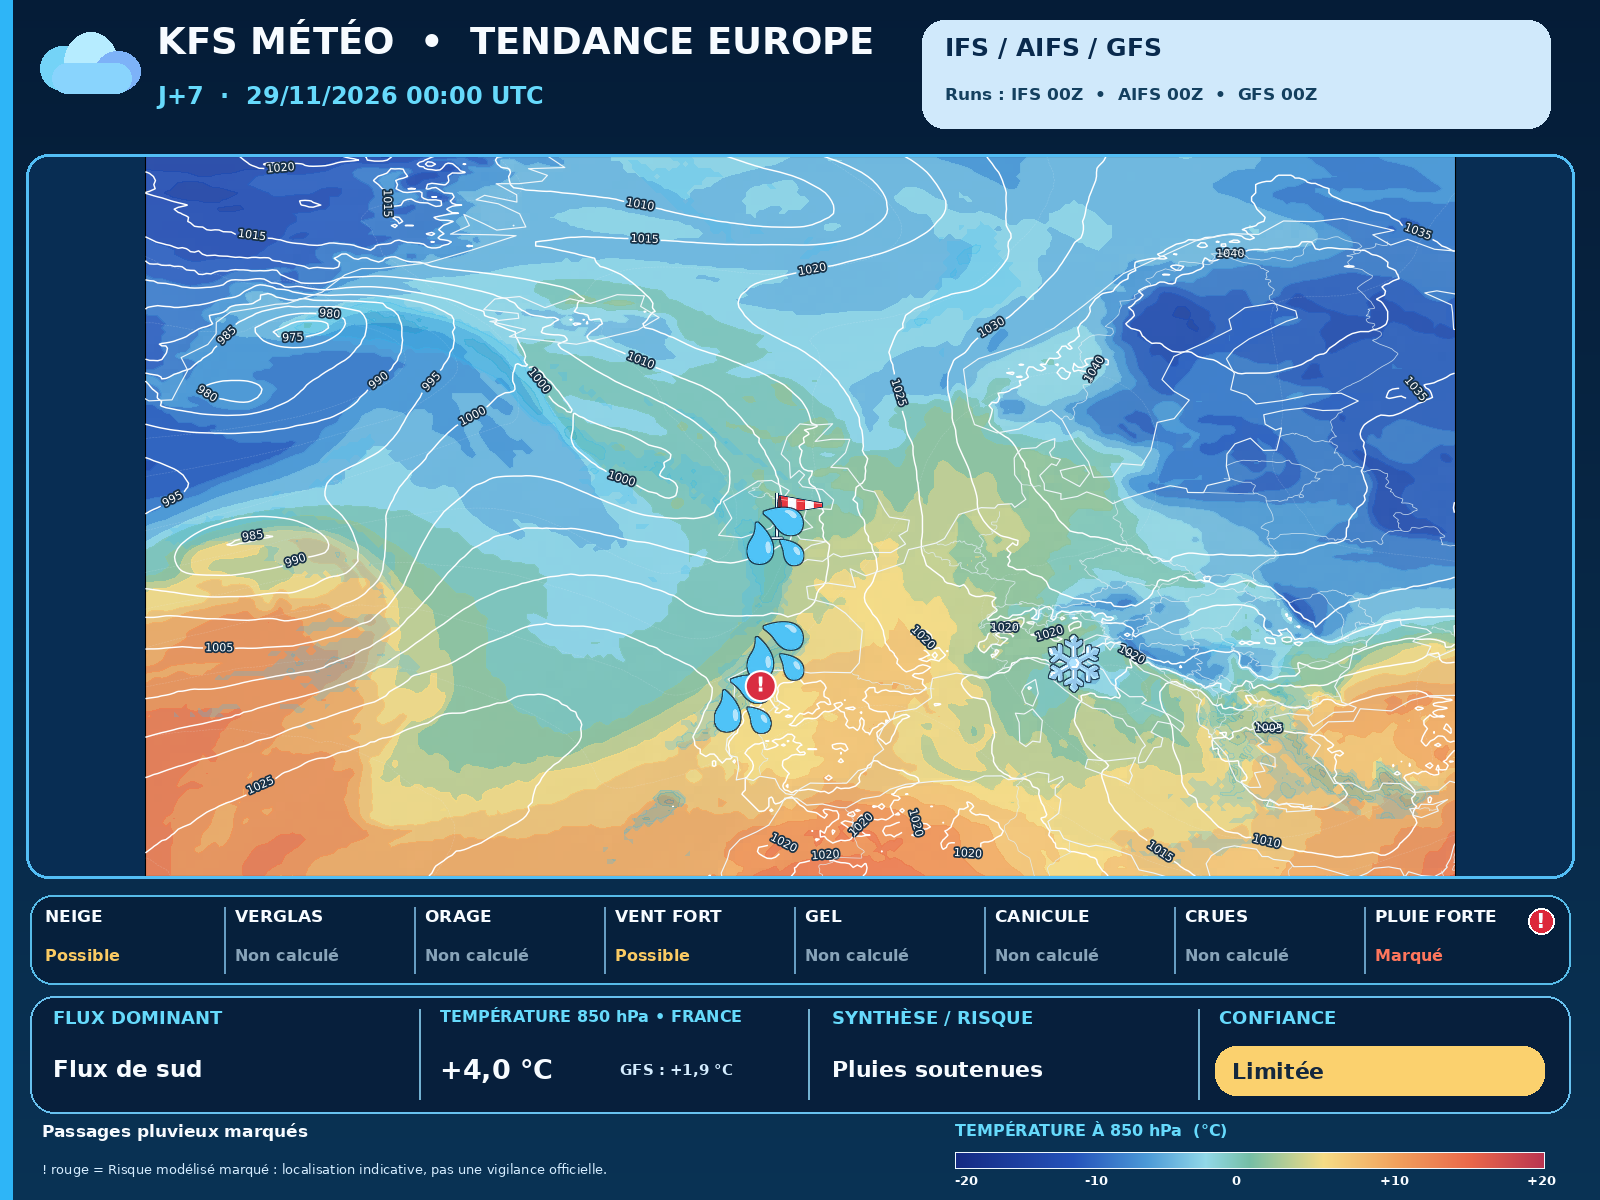 KFS MÉTÉO • TENDANCE EUROPE
J+7 · 29/11/2026 00:00 UTC
IFS / AIFS / GFS
Runs : IFS 00Z • AIFS 00Z • GFS 00Z
1020
1015
1010
1015
1015
1020
1035
1040
980
985
975
1030
1010
1040
980
990
995
1000
1025
1035
1000
1000
995
985
990
1020
1020
1020
1020
1005
1005
1025
1020
1020
1020
1020
1020
1015
1010
NEIGE
Possible
VERGLAS
Non calculé
ORAGE
Non calculé
VENT FORT
Possible
GEL
Non calculé
CANICULE
Non calculé
CRUES
Non calculé
PLUIE FORTE !
Marqué
FLUX DOMINANT
Flux de sud
TEMPÉRATURE 850 hPa • FRANCE
+4,0 °C GFS : +1,9 °C
SYNTHÈSE / RISQUE
Pluies soutenues
CONFIANCE
Limitée
Passages pluvieux marqués
! rouge = Risque modélisé marqué : localisation indicative, pas une vigilance officielle.
TEMPÉRATURE À 850 hPa (°C)
-20 -10 0 +10 +20